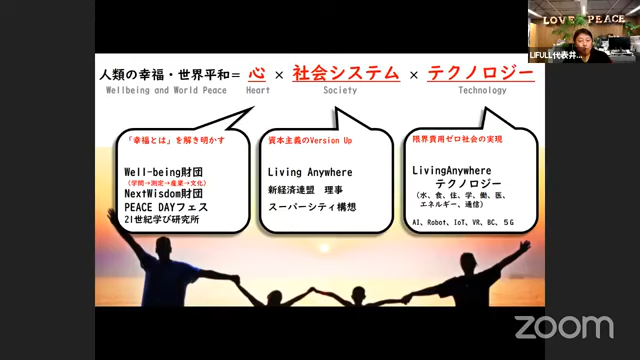 LOVE & PEACE
LIFULL代表井...
人類の幸福・世界平和= 心 × 社会システム × テクノロジー
Wellbeing and World Peace Heart Society Technology
「幸福とは」を解き明かす
Well-being財団
(学問→測定→産業→文化)
NextWisdom財団
PEACE DAYフェス
21世紀学び研究所
資本主義のVersion Up
Living Anywhere
新経済連盟 理事
スーパーシティ構想
限界費用ゼロ社会の実現
LivingAnywhere
テクノロジー
(水、食、住、学、働、医、
エネルギー、通信)
AI、Robot、IoT、VR、BC、5G
zoom